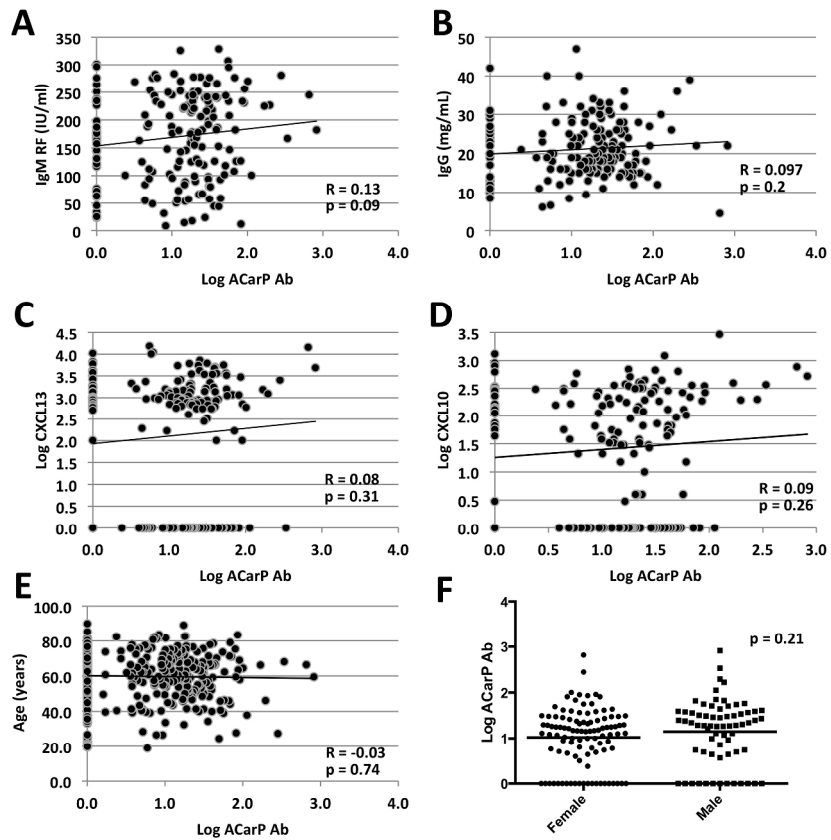 A
350
300
250
200
150
100
50
0
IgM RF (IU/ml)
0.0 1.0 2.0 3.0 4.0
Log ACarP Ab
R = 0.13
p = 0.09
B
50
40
30
20
10
0
IgG (mg/mL)
0.0 1.0 2.0 3.0 4.0
Log ACarP Ab
R = 0.097
p = 0.2
C
4.5
4.0
3.5
3.0
2.5
2.0
1.5
1.0
0.5
0.0
Log CXCL13
0.0 1.0 2.0 3.0 4.0
Log ACarP Ab
R = 0.08
p = 0.31
D
3.5
3.0
2.5
2.0
1.5
1.0
0.5
0.0
Log CXCL10
0.0 0.5 1.0 1.5 2.0 2.5 3.0
Log ACarP Ab
R = 0.09
p = 0.26
E
100.0
80.0
60.0
40.0
20.0
0.0
Age (years)
0.0 1.0 2.0 3.0 4.0
Log ACarP Ab
R = -0.03
p = 0.74
F
4
3
2
1
0
Log ACarP Ab
p = 0.21
Female Male